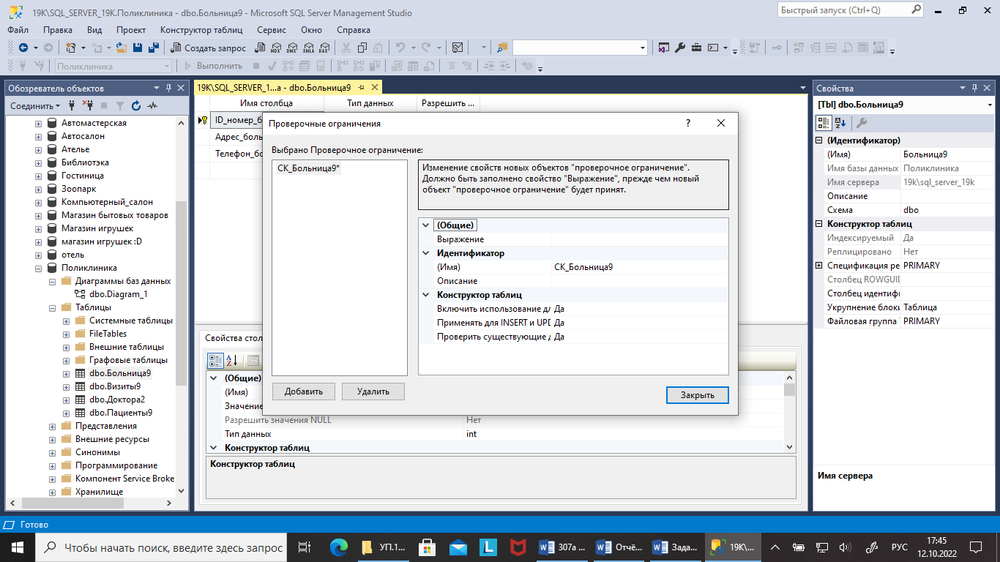 19K\SQL_SERVER_19K.Поликлиника - dbo.Больница9 - Microsoft SQL Server Management Studio
Быстрый запуск (Ctrl+Q)
Файл Правка Вид Проект Конструктор таблиц Сервис Окно Справка
Создать запрос MDX DMX XMLA DAX
Поликлиника Выполнить
Обозреватель объектов
Соединить
Автомастерская
Автосалон
Ателье
Библиотэка
Гостиница
Зоопарк
Компьютерный_салон
Магазин бытовых товаров
Магазин игрушек
магазин игрушек :D
отель
Поликлиника
Диаграммы баз данных
dbo.Diagram_1
Таблицы
Системные таблицы
FileTables
Внешние таблицы
Графовые таблицы
dbo.Больница9
dbo.Визиты9
dbo.Доктора2
dbo.Пациенты9
Представления
Внешние ресурсы
Синонимы
Программирование
Компонент Service Broke
Хранилище
19K\SQL_SERVER_1...а - dbo.Больница9
Имя столбца Тип данных Разрешить ...
ID_номер_б
Адрес_боль
Телефон_бо
Проверочные ограничения
?
Выбрано Проверочное ограничение:
CK_Больница9*
Изменение свойств новых объектов "проверочное ограничение".
Должно быть заполнено свойство "Выражение", прежде чем новый
объект "проверочное ограничение" будет принят.
(Общие)
Выражение
Идентификатор
(Имя) CK_Больница9
Описание
Конструктор таблиц
Включить использование дл Да
Применять для INSERT и UPD Да
Проверить существующие д Да
Добавить Удалить
Закрыть
Свойства стол
(Общие)
(Имя)
Значение
Разрешить значения NULL Нет
Тип данных int
Конструктор таблиц
Конструктор таблиц
Свойства
[Tbl] dbo.Больница9
(Идентификатор)
(Имя) Больница9
Имя базы данных Поликлиника
Имя сервера 19k\sql_server_19k
Описание
Схема dbo
Конструктор таблиц
Индексируемый Да
Реплицировано Нет
Спецификация ре PRIMARY
Столбец ROWGUID
Столбец идентифи
Укрупнение блоки Таблица
Файловая группа PRIMARY
Имя сервера
Готово
Чтобы начать поиск, введите здесь запрос
УП.1...
307а ...
Отчё...
Зада...
19K\...
РУС
17:45
12.10.2022